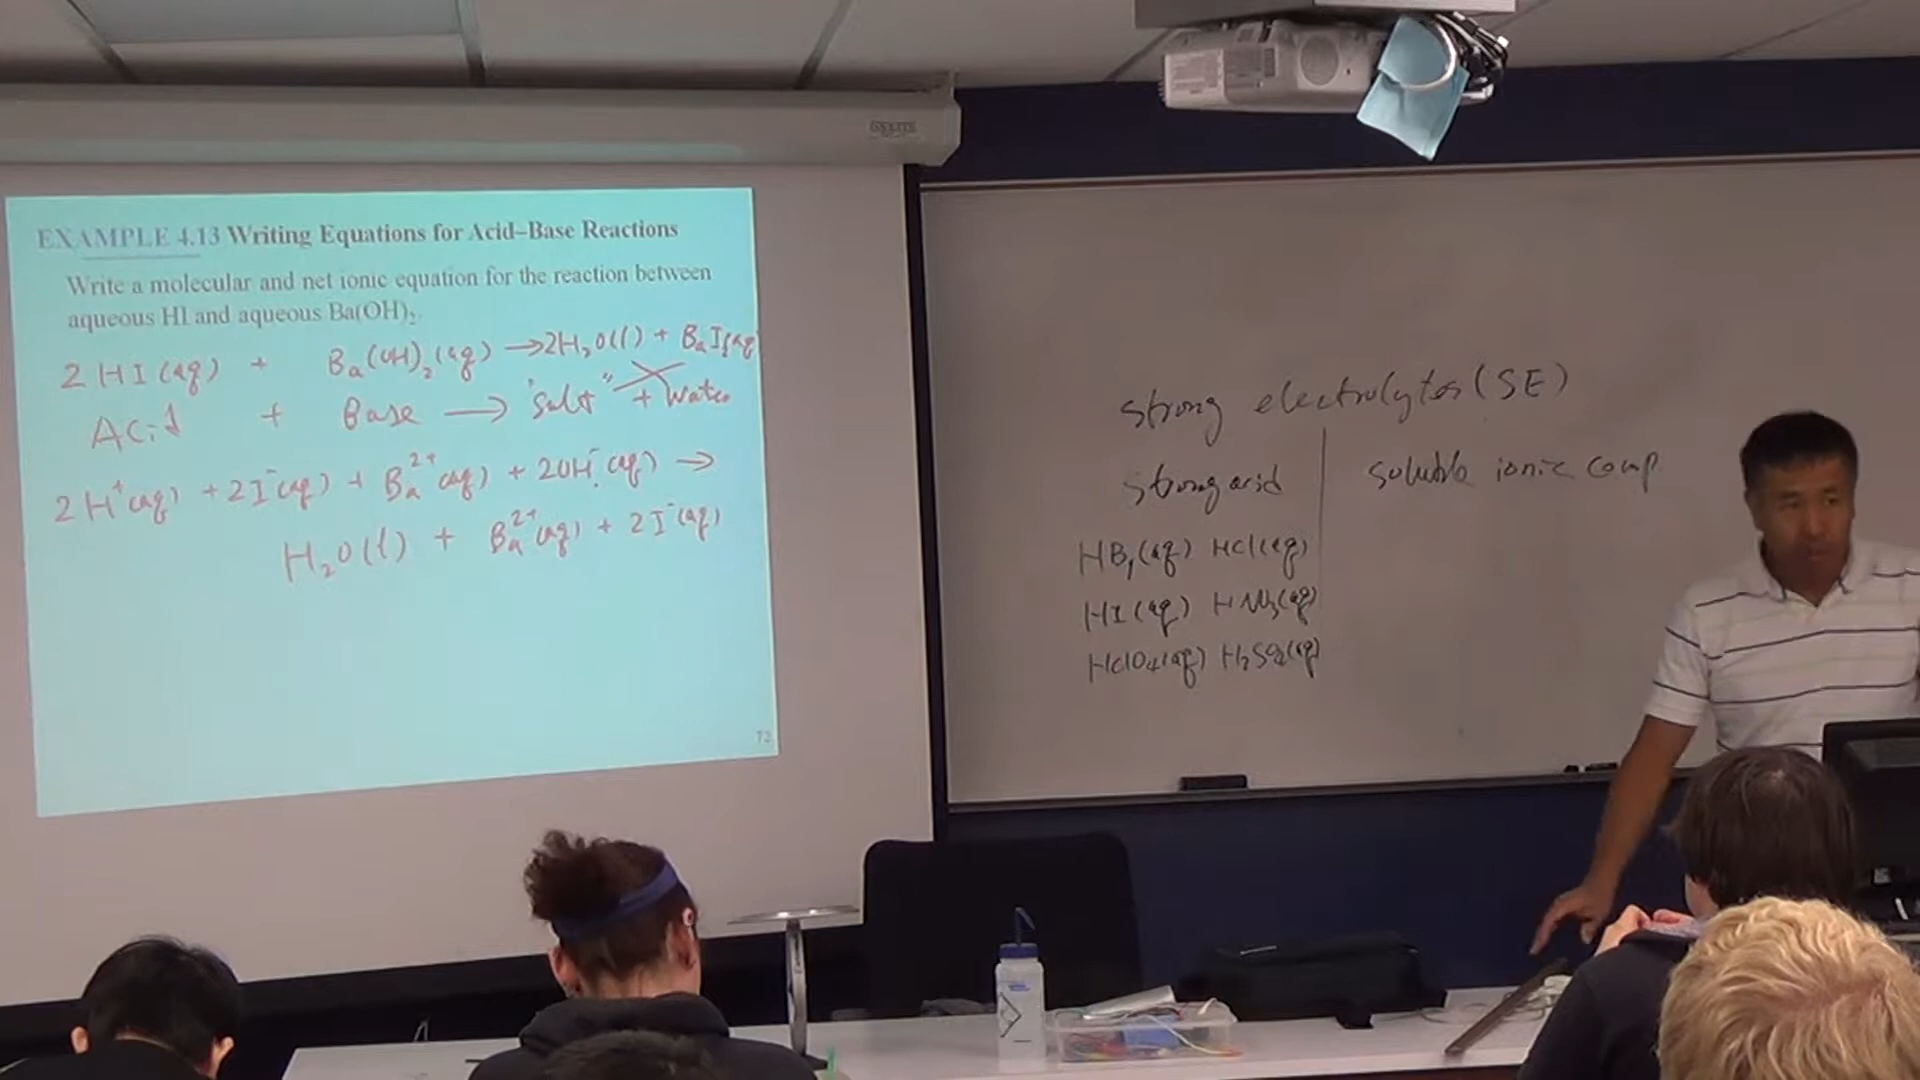 EXAMPLE 4.13 Writing Equations for Acid–Base Reactions
Write a molecular and net ionic equation for the reaction between
aqueous HI and aqueous Ba(OH)₂.
2 HI (aq) + Ba(OH)₂(aq) → 2H₂O(l) + BaI₂(aq)
Acid + Base → "Salt" + Water
2H⁺(aq) + 2I⁻(aq) + Ba²⁺(aq) + 2OH⁻(aq) →
H₂O(l) + Ba²⁺(aq) + 2I⁻(aq)
72
strong electrolytes (SE)
strong acid soluble ionic comp
HBr(aq) HCl(aq)
HI(aq) HNO₃(aq)
HClO₄(aq) H₂SO₄(aq)